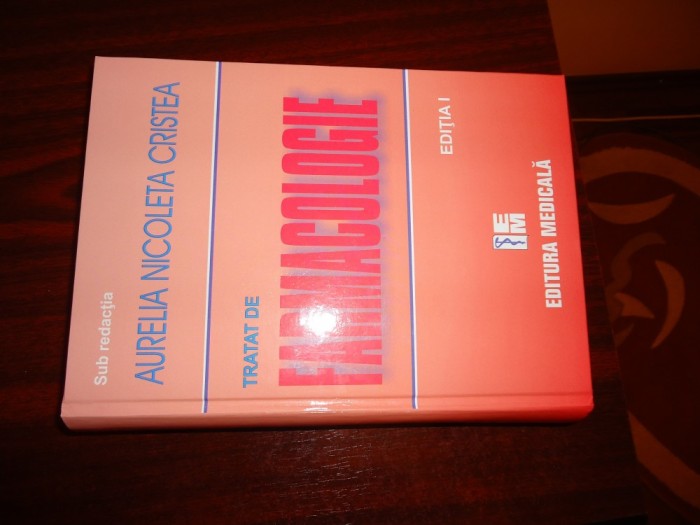 Sub redacția
AURELIA NICOLETA CRISTEA
TRATAT DE
FARMACOLOGIE
EDIȚIA I
EM
EDITURA MEDICALĂ